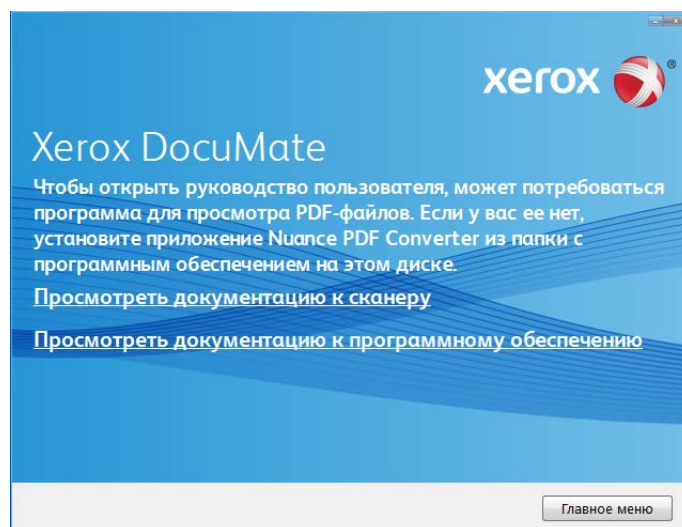 xerox ®
Xerox DocuMate
Чтобы открыть руководство пользователя, может потребоваться
программа для просмотра PDF-файлов. Если у вас ее нет,
установите приложение Nuance PDF Converter из папки с
программным обеспечением на этом диске.
Просмотреть документацию к сканеру
Просмотреть документацию к программному обеспечению
Главное меню